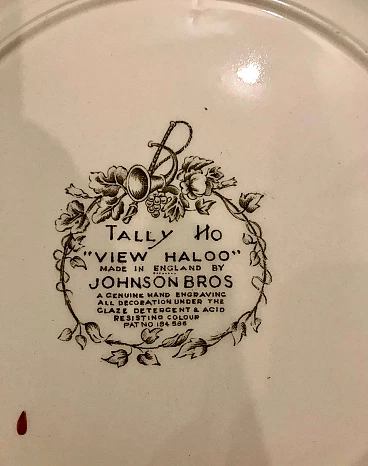 TALLY HO
"VIEW HALOO"
MADE IN ENGLAND BY
JOHNSON BROS
A GENUINE HAND ENGRAVING
ALL DECORATION UNDER THE
GLAZE DETERGENT & ACID
RESISTING COLOUR
PAT NO 184 586